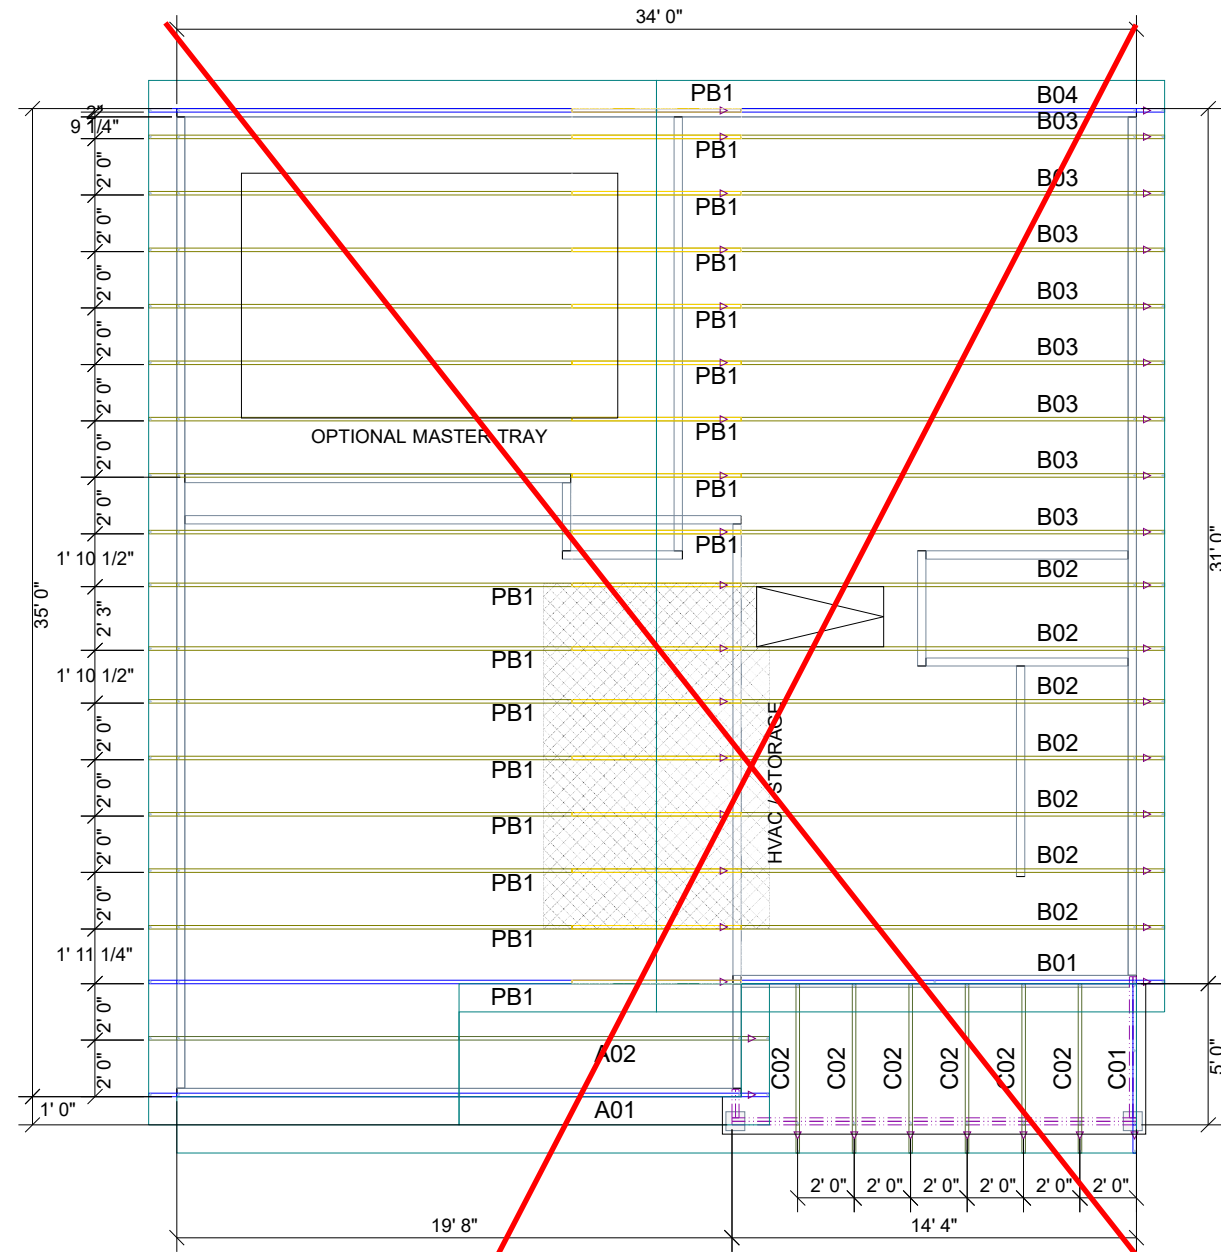 34' 0"
PB1
B04
2"
9 1/4"
B03
PB1
2' 0"
B03
PB1
2' 0"
B03
PB1
2' 0"
B03
PB1
2' 0"
B03
PB1
2' 0"
B03
PB1
OPTIONAL MASTER TRAY
2' 0"
B03
PB1
2' 0"
B03
PB1
1' 10 1/2"
B02
PB1
35' 0"
31' 0"
2' 3"
B02
PB1
1' 10 1/2"
B02
PB1
2' 0"
HVAC / STORAGE
B02
PB1
2' 0"
B02
PB1
2' 0"
B02
PB1
2' 0"
B02
PB1
1' 11 1/4"
B01
PB1
2' 0"
A02
C02
C02
C02
C02
C02
C02
C01
5' 0"
2' 0"
1' 0"
A01
2' 0"
2' 0"
2' 0"
2' 0"
2' 0"
2' 0"
19' 8"
14' 4"